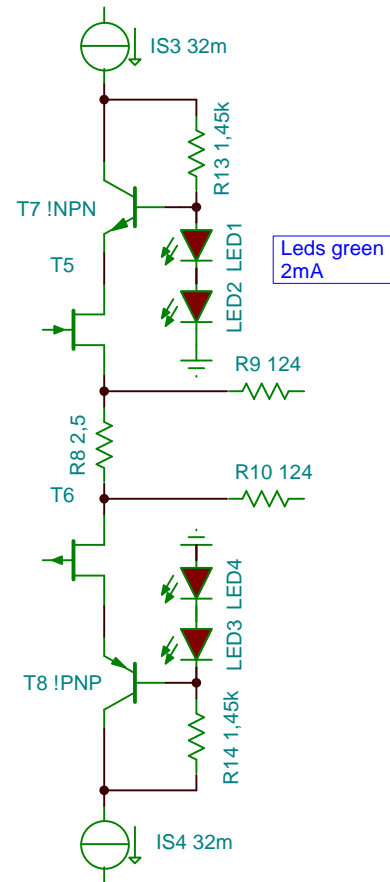 IS3 32m
R13 1,45k
T7 !NPN
LED1
T5
LED2
Leds green
2mA
R9 124
R8 2,5
R10 124
T6
LED4
LED3
T8 !PNP
R14 1,45k
IS4 32m